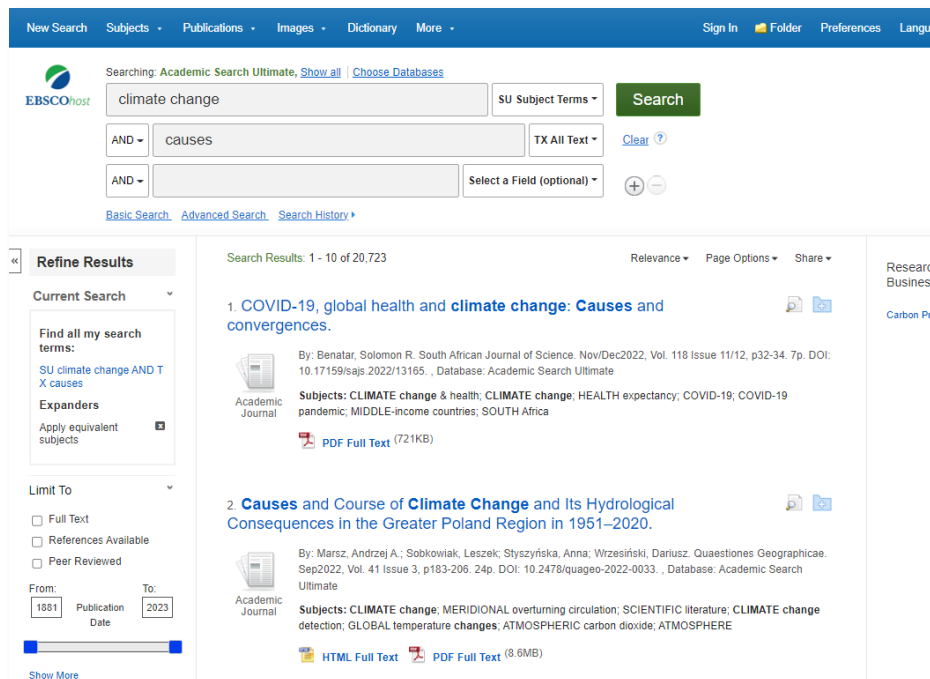 New Search Subjects Publications Images Dictionary More Sign In Folder Preferences
Searching: Academic Search Ultimate, Show all | Choose Databases
EBSCOhost
climate change SU Subject Terms Search
AND causes TX All Text Clear ?
AND Select a Field (optional)
Basic Search Advanced Search Search History
« Refine Results
Current Search
Find all my search
terms:
SU climate change AND T
X causes
Expanders
Apply equivalent
subjects
Limit To
Full Text
References Available
Peer Reviewed
From: To:
1881 Publication 2023
Date
Show More
Search Results: 1 - 10 of 20,723 Relevance Page Options Share
1. COVID-19, global health and climate change: Causes and
convergences.
By: Benatar, Solomon R. South African Journal of Science. Nov/Dec2022, Vol. 118 Issue 11/12, p32-34. 7p. DOI:
10.17159/sajs.2022/13165. , Database: Academic Search Ultimate
Academic
Journal
Subjects: CLIMATE change & health; CLIMATE change; HEALTH expectancy; COVID-19; COVID-19
pandemic; MIDDLE-income countries; SOUTH Africa
PDF Full Text (721KB)
2. Causes and Course of Climate Change and Its Hydrological
Consequences in the Greater Poland Region in 1951–2020.
By: Marsz, Andrzej A.; Sobkowiak, Leszek; Styszyńska, Anna; Wrzesiński, Dariusz. Quaestiones Geographicae.
Sep2022, Vol. 41 Issue 3, p183-206. 24p. DOI: 10.2478/quageo-2022-0033. , Database: Academic Search
Ultimate
Academic
Journal
Subjects: CLIMATE change; MERIDIONAL overturning circulation; SCIENTIFIC literature; CLIMATE change
detection; GLOBAL temperature changes; ATMOSPHERIC carbon dioxide; ATMOSPHERE
HTML Full Text PDF Full Text (8.6MB)
Carbon